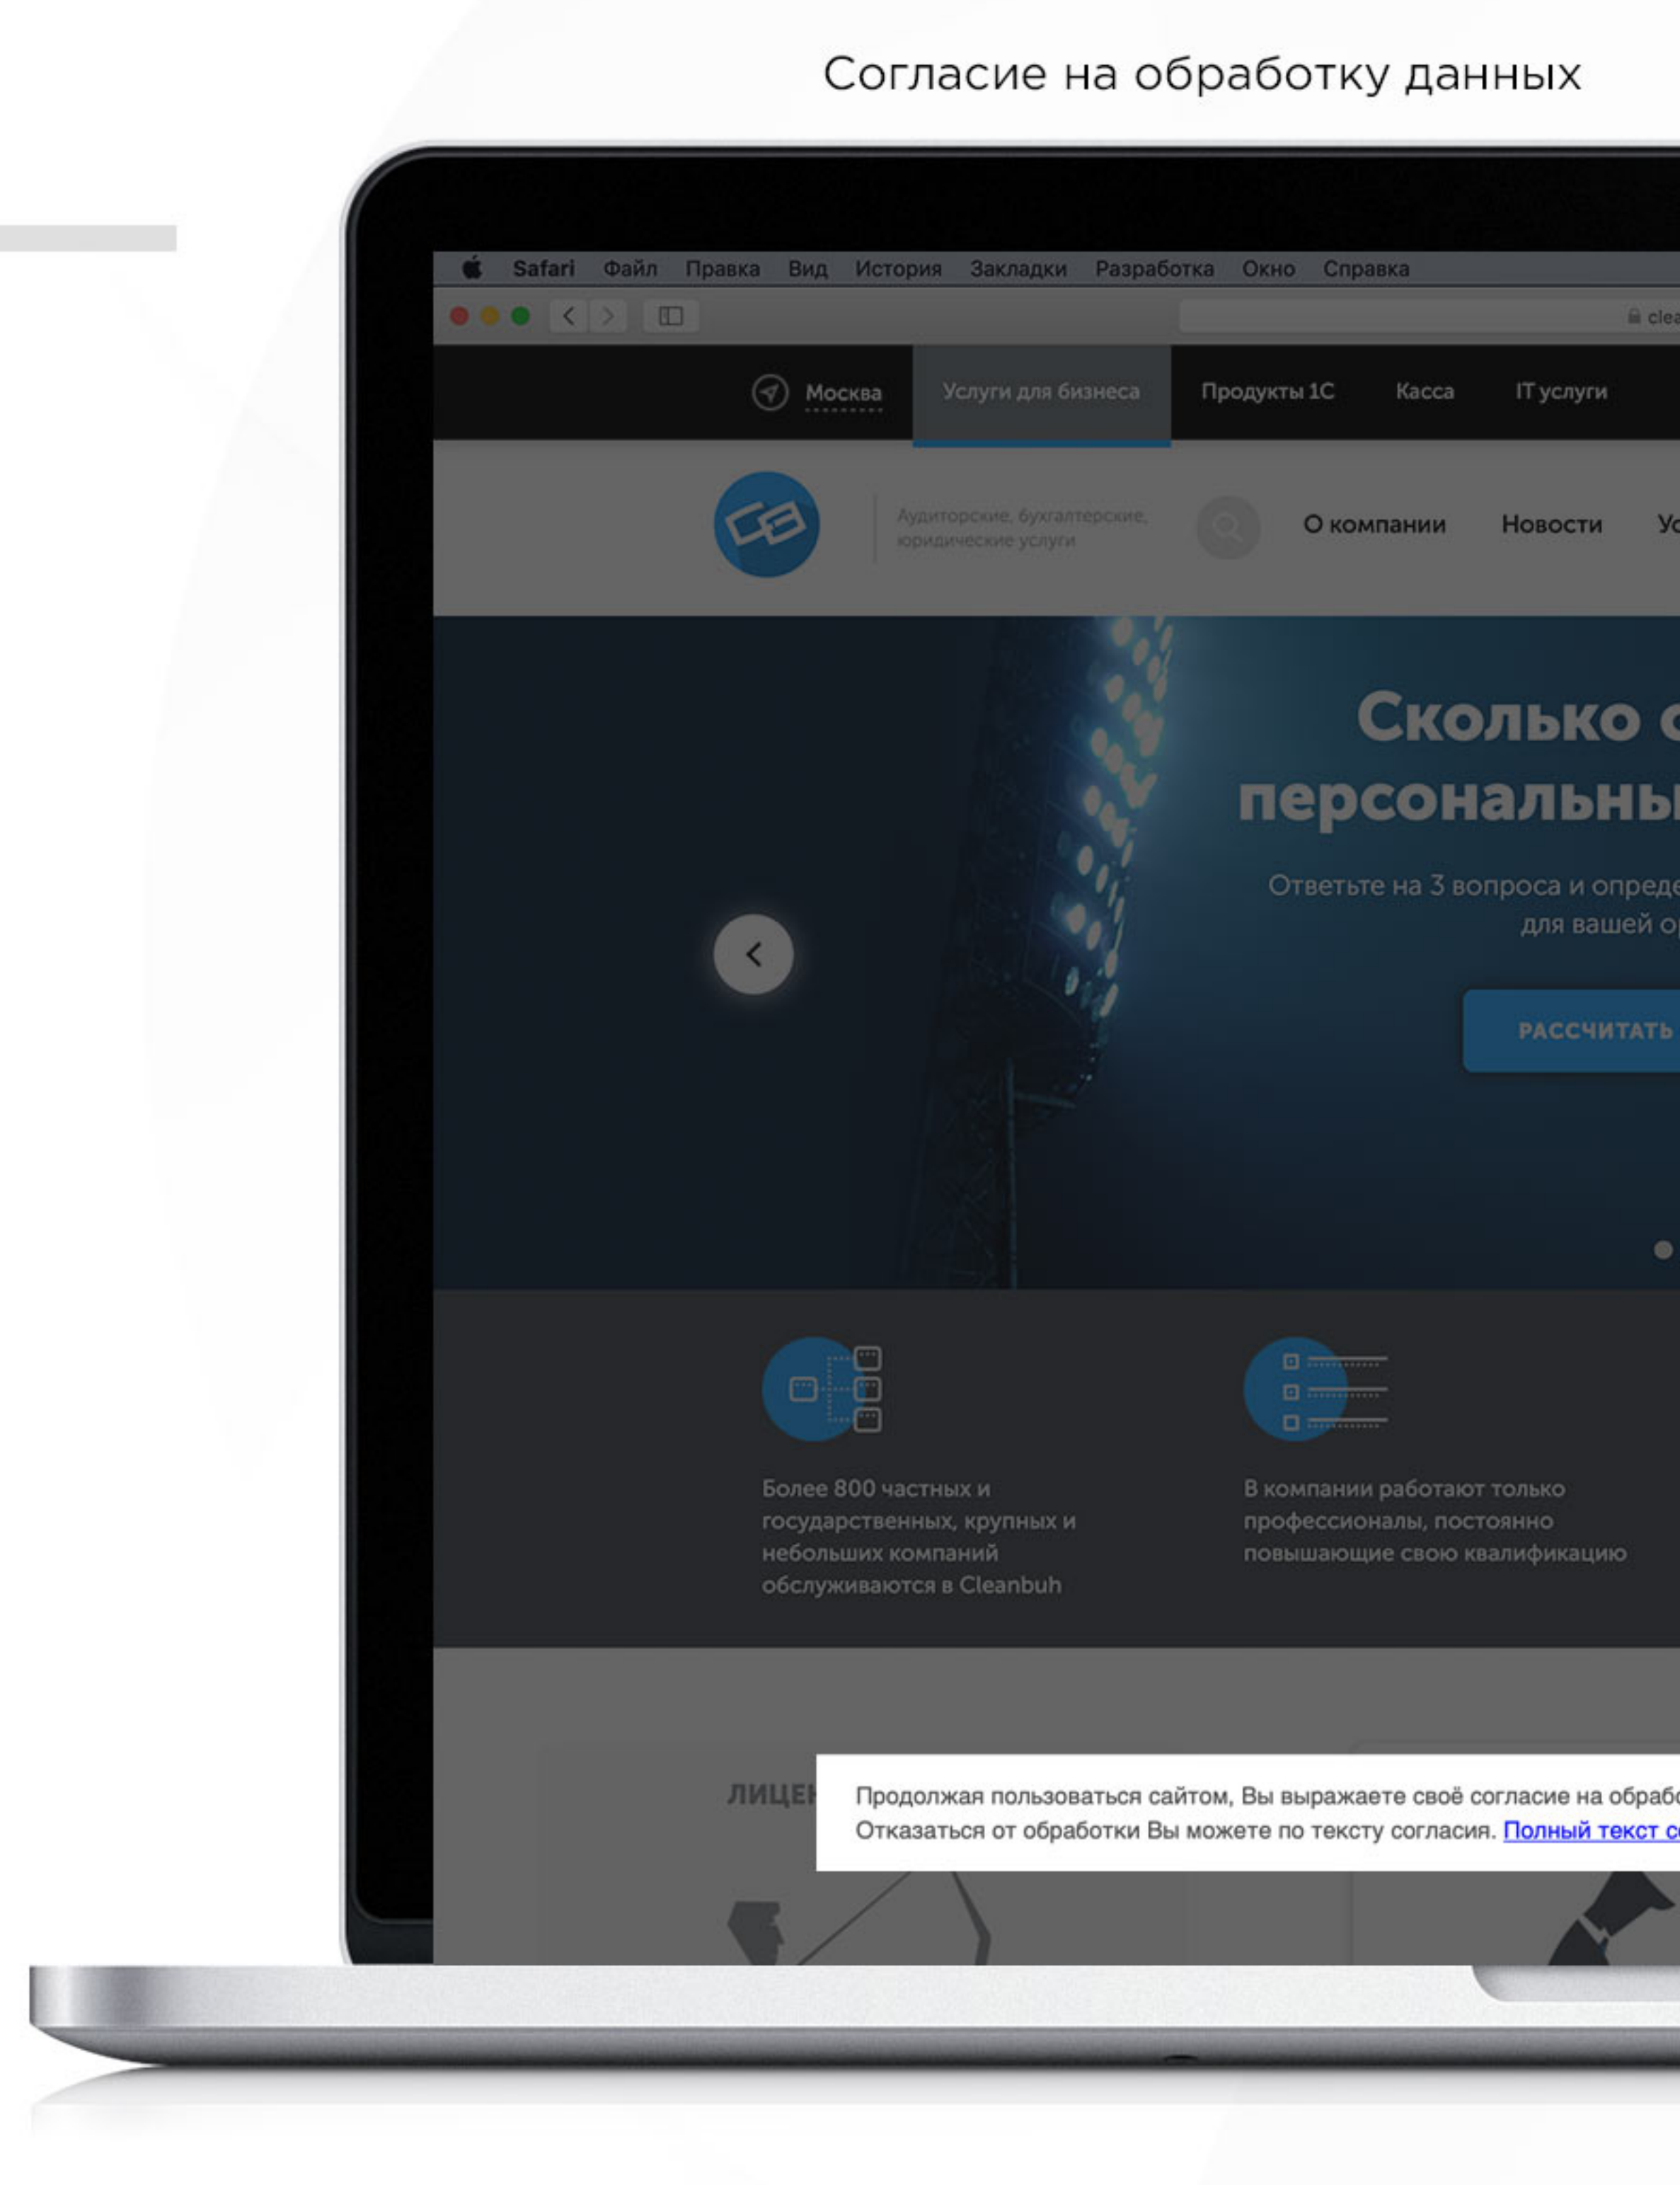 Согласие на обработку данных
Safari Файл Правка Вид История Закладки Разработка Окно Справка
Москва Услуги для бизнеса Продукты 1С Касса IT услуги
Аудиторские, бухгалтерские,
юридические услуги
О компании Новости
Сколько
Ответьте на 3 вопроса и
для вашей
РАССЧИТАТЬ
Более 800 частных и
государственных, крупных и
небольших компаний
обслуживаются в Cleanbuh
В компании работают только
профессионалы, постоянно
повышающие свою квалификацию
Продолжая пользоваться сайтом, Вы выражаете своё согласие на
Отказаться от обработки Вы можете по тексту согласия. Полный текст